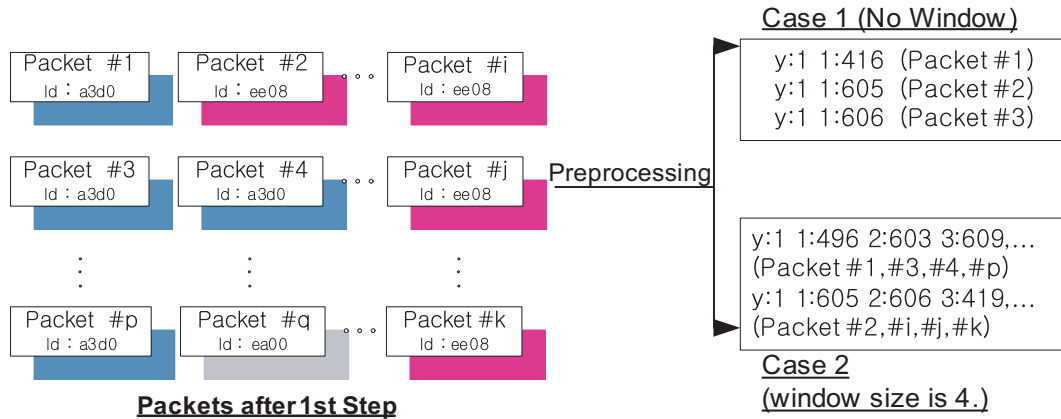 Case 1 (No Window)
Packet #1
Id : a3d0
Packet #2
Id : ee08
Packet #i
Id : ee08
y:1 1:416 (Packet #1)
y:1 1:605 (Packet #2)
y:1 1:606 (Packet #3)
Packet #3
Id : a3d0
Packet #4
Id : a3d0
Packet #j
Id : ee08
Preprocessing
y:1 1:496 2:603 3:609,...
(Packet #1,#3,#4,#p)
y:1 1:605 2:606 3:419,...
(Packet #2,#i,#j,#k)
Packet #p
Id : a3d0
Packet #q
Id : ea00
Packet #k
Id : ee08
Case 2
(window size is 4.)
Packets after 1st Step